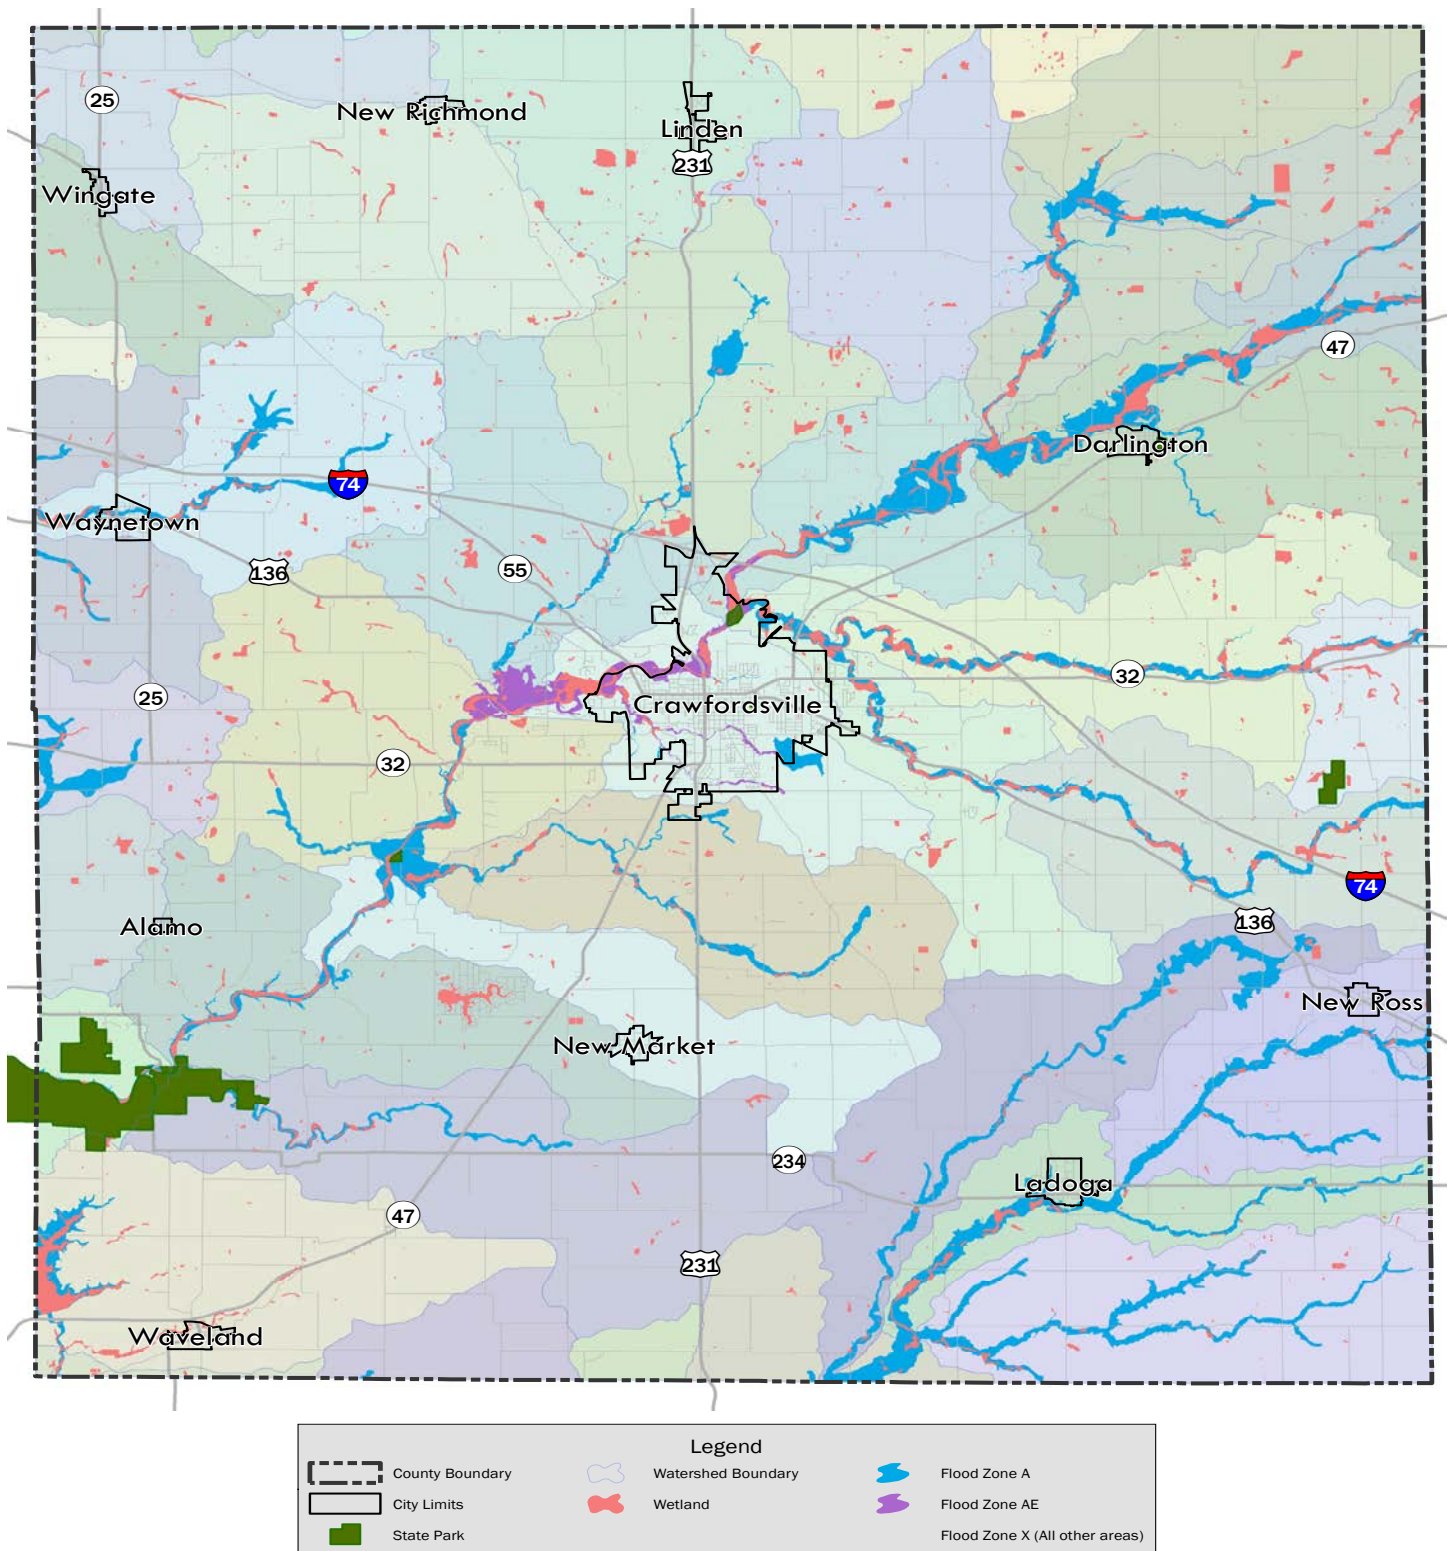 25
New Richmond
Linden
231
Wingate
47
Darlington
74
Waynetown
136
55
32
25
Crawfordsville
32
74
136
Alamo
New Ross
New Market
234
Ladoga
47
231
Waveland
Legend
County Boundary
Watershed Boundary
Flood Zone A
City Limits
Wetland
Flood Zone AE
State Park
Flood Zone X (All other areas)